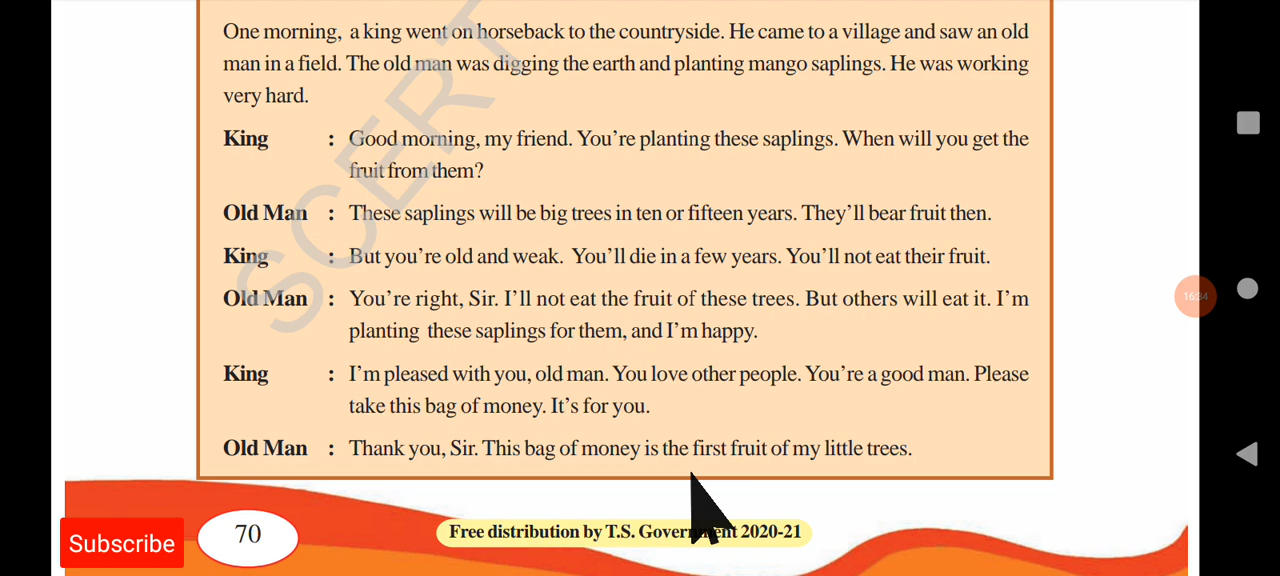 One morning, a king went on horseback to the countryside. He came to a village and saw an old
man in a field. The old man was digging the earth and planting mango saplings. He was working
very hard.
King : Good morning, my friend. You're planting these saplings. When will you get the
fruit from them?
Old Man : These saplings will be big trees in ten or fifteen years. They'll bear fruit then.
King : But you're old and weak. You'll die in a few years. You'll not eat their fruit.
Old Man : You're right, Sir. I'll not eat the fruit of these trees. But others will eat it. I'm
planting these saplings for them, and I'm happy.
King : I'm pleased with you, old man. You love other people. You're a good man. Please
take this bag of money. It's for you.
Old Man : Thank you, Sir. This bag of money is the first fruit of my little trees.
SCERT
16:34
Subscribe
70
Free distribution by T.S. Government 2020-21